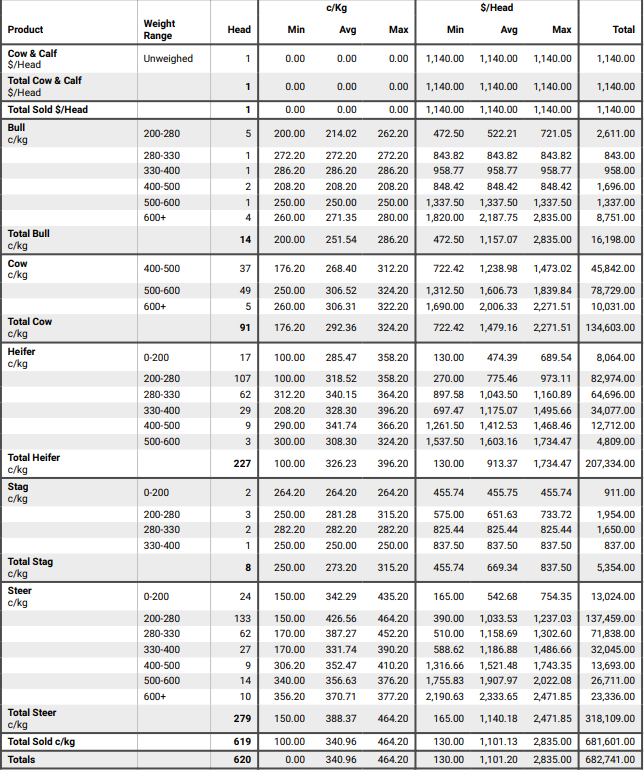 c/Kg $/Head
Product Weight Range Head Min Avg Max Min Avg Max Total
Cow & Calf $/Head Unweighed 1 0.00 0.00 0.00 1,140.00 1,140.00 1,140.00 1,140.00
Total Cow & Calf $/Head 1 0.00 0.00 0.00 1,140.00 1,140.00 1,140.00 1,140.00
Total Sold $/Head 1 0.00 0.00 0.00 1,140.00 1,140.00 1,140.00 1,140.00
Bull c/kg 200-280 5 200.00 214.02 262.20 472.50 522.21 721.05 2,611.00
280-330 1 272.20 272.20 272.20 843.82 843.82 843.82 843.00
330-400 1 286.20 286.20 286.20 958.77 958.77 958.77 958.00
400-500 2 208.20 208.20 208.20 848.42 848.42 848.42 1,696.00
500-600 1 250.00 250.00 250.00 1,337.50 1,337.50 1,337.50 1,337.00
600+ 4 260.00 271.35 280.00 1,820.00 2,187.75 2,835.00 8,751.00
Total Bull c/kg 14 200.00 251.54 286.20 472.50 1,157.07 2,835.00 16,198.00
Cow c/kg 400-500 37 176.20 268.40 312.20 722.42 1,238.98 1,473.02 45,842.00
500-600 49 250.00 306.52 324.20 1,312.50 1,606.73 1,839.84 78,729.00
600+ 5 260.00 306.31 322.20 1,690.00 2,006.33 2,271.51 10,031.00
Total Cow c/kg 91 176.20 292.36 324.20 722.42 1,479.16 2,271.51 134,603.00
Heifer c/kg 0-200 17 100.00 285.47 358.20 130.00 474.39 689.54 8,064.00
200-280 107 100.00 318.52 358.20 270.00 775.46 973.11 82,974.00
280-330 62 312.20 340.15 364.20 897.58 1,043.50 1,160.89 64,696.00
330-400 29 208.20 328.30 396.20 697.47 1,175.07 1,495.66 34,077.00
400-500 9 290.00 341.74 366.20 1,261.50 1,412.53 1,468.46 12,712.00
500-600 3 300.00 308.30 324.20 1,537.50 1,603.16 1,734.47 4,809.00
Total Heifer c/kg 227 100.00 326.23 396.20 130.00 913.37 1,734.47 207,334.00
Stag c/kg 0-200 2 264.20 264.20 264.20 455.74 455.75 455.74 911.00
200-280 3 250.00 281.28 315.20 575.00 651.63 733.72 1,954.00
280-330 2 282.20 282.20 282.20 825.44 825.44 825.44 1,650.00
330-400 1 250.00 250.00 250.00 837.50 837.50 837.50 837.00
Total Stag c/kg 8 250.00 273.20 315.20 455.74 669.34 837.50 5,354.00
Steer c/kg 0-200 24 150.00 342.29 435.20 165.00 542.68 754.35 13,024.00
200-280 133 150.00 426.56 464.20 390.00 1,033.53 1,237.03 137,459.00
280-330 62 170.00 387.27 452.20 510.00 1,158.69 1,302.60 71,838.00
330-400 27 170.00 331.74 390.20 588.62 1,186.88 1,486.66 32,045.00
400-500 9 306.20 352.47 410.20 1,316.66 1,521.48 1,743.35 13,693.00
500-600 14 340.00 356.63 376.20 1,755.83 1,907.97 2,022.08 26,711.00
600+ 10 356.20 370.71 377.20 2,190.63 2,333.65 2,471.85 23,336.00
Total Steer c/kg 279 150.00 388.37 464.20 165.00 1,140.18 2,471.85 318,109.00
Total Sold c/kg 619 100.00 340.96 464.20 130.00 1,101.13 2,835.00 681,601.00
Totals 620 0.00 340.96 464.20 130.00 1,101.20 2,835.00 682,741.00